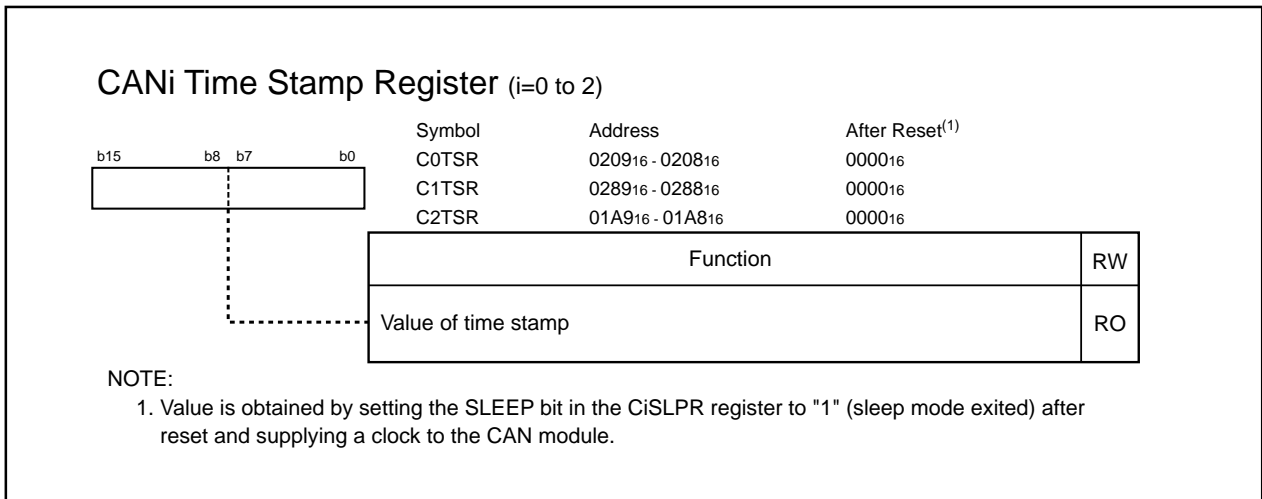 CANi Time Stamp Register (i=0 to 2)
Symbol Address After Reset(1)
b15 b8 b7 b0
C0TSR 020916 - 020816 000016
C1TSR 028916 - 028816 000016
C2TSR 01A916 - 01A816 000016
Function RW
Value of time stamp RO
NOTE:
1. Value is obtained by setting the SLEEP bit in the CiSLPR register to "1" (sleep mode exited) after
reset and supplying a clock to the CAN module.